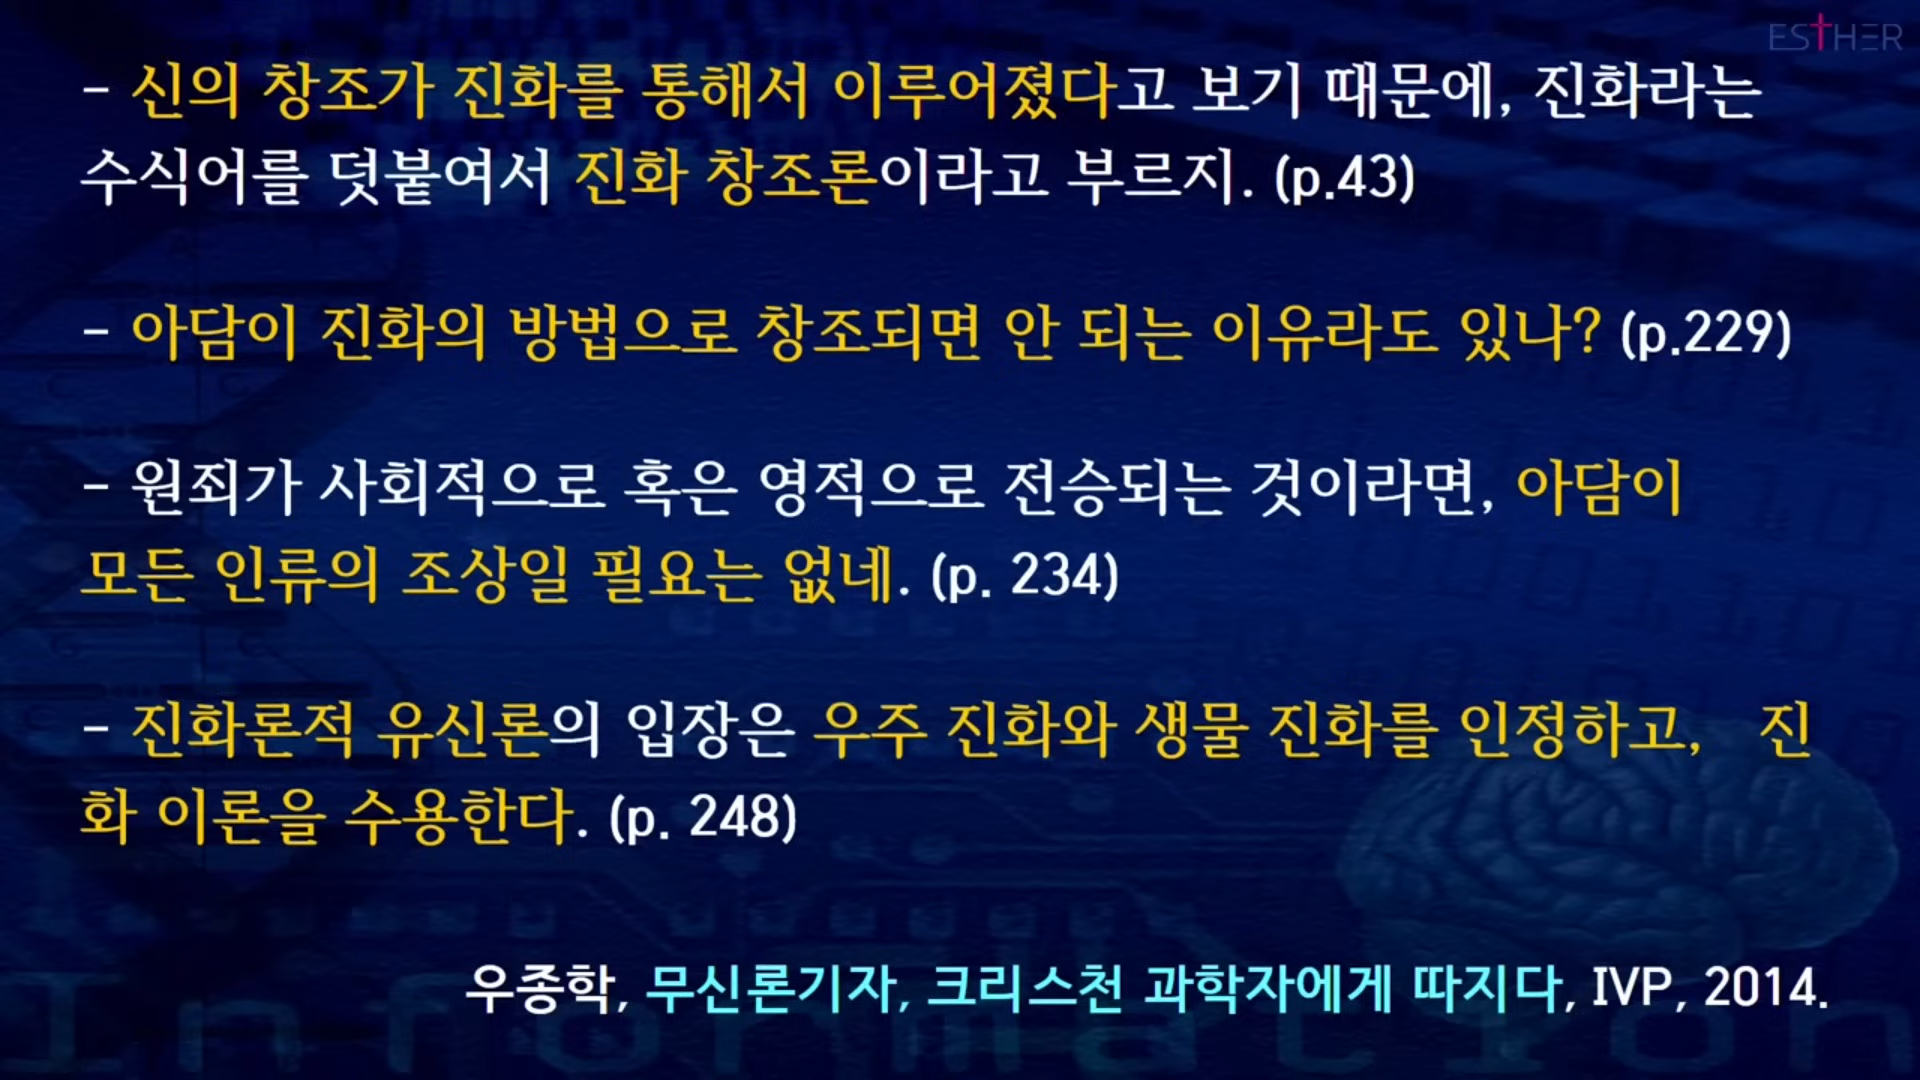 ESTHER
- 신의 창조가 진화를 통해서 이루어졌다고 보기 때문에, 진화라는
수식어를 덧붙여서 진화 창조론이라고 부르지. (p.43)
- 아담이 진화의 방법으로 창조되면 안 되는 이유라도 있나? (p.229)
- 원죄가 사회적으로 혹은 영적으로 전승되는 것이라면, 아담이
모든 인류의 조상일 필요는 없네. (p. 234)
- 진화론적 유신론의 입장은 우주 진화와 생물 진화를 인정하고, 진
화 이론을 수용한다. (p. 248)
우종학, 무신론기자, 크리스천 과학자에게 따지다, IVP, 2014.
Information